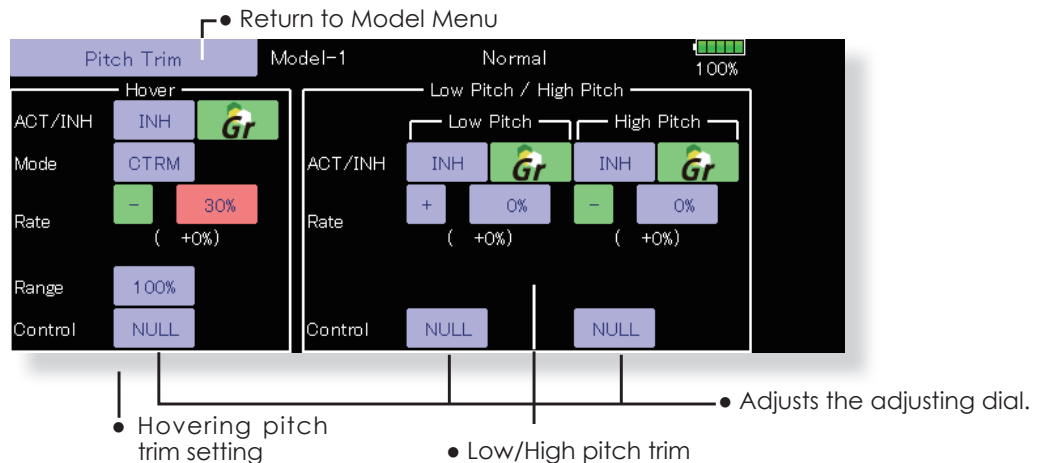 ● Return to Model Menu
Pitch Trim Model-1 Normal 100%
Hover Low Pitch / High Pitch
Low Pitch High Pitch
ACT/INH INH Gr ACT/INH INH Gr INH Gr
Mode CTRM
Rate - 30% Rate + 0% - 0%
( +0%) ( +0%) ( +0%)
Range 100%
Control NULL Control NULL NULL
● Adjusts the adjusting dial.
● Hovering pitch
trim setting
● Low/High pitch trim